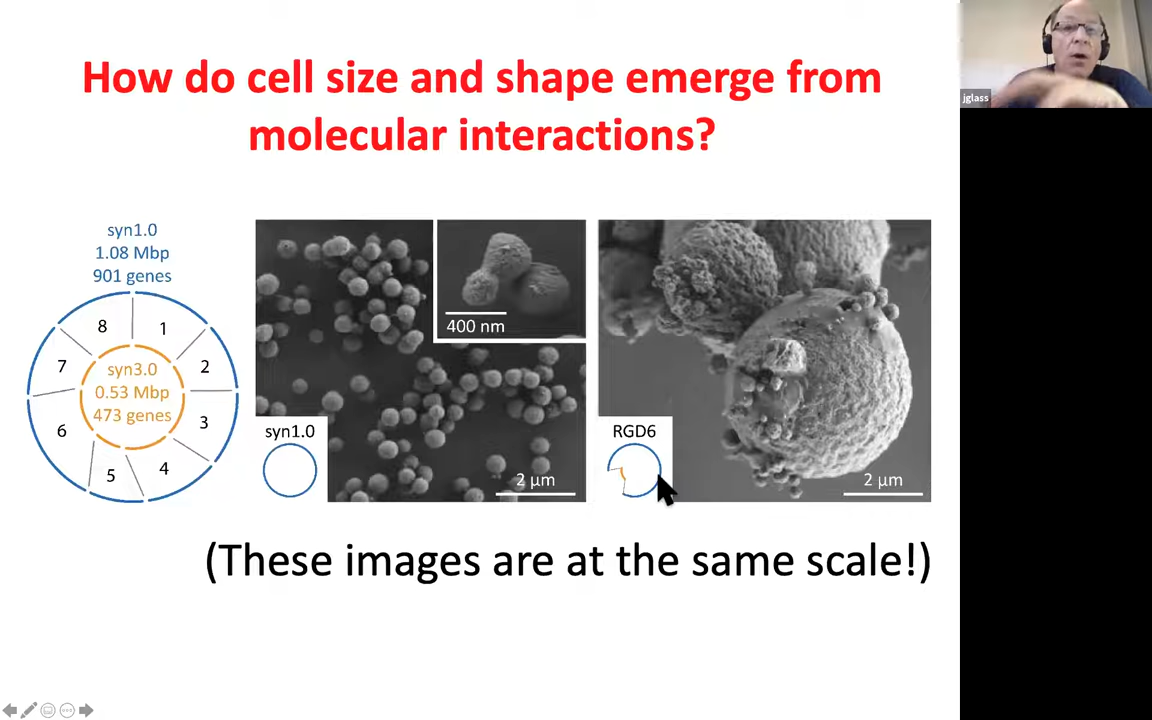 How do cell size and shape emerge from
molecular interactions?
jglass
syn1.0
1.08 Mbp
901 genes
8
1
7
2
syn3.0
0.53 Mbp
473 genes
6
3
5
4
400 nm
syn1.0
2 µm
RGD6
2 µm
(These images are at the same scale!)